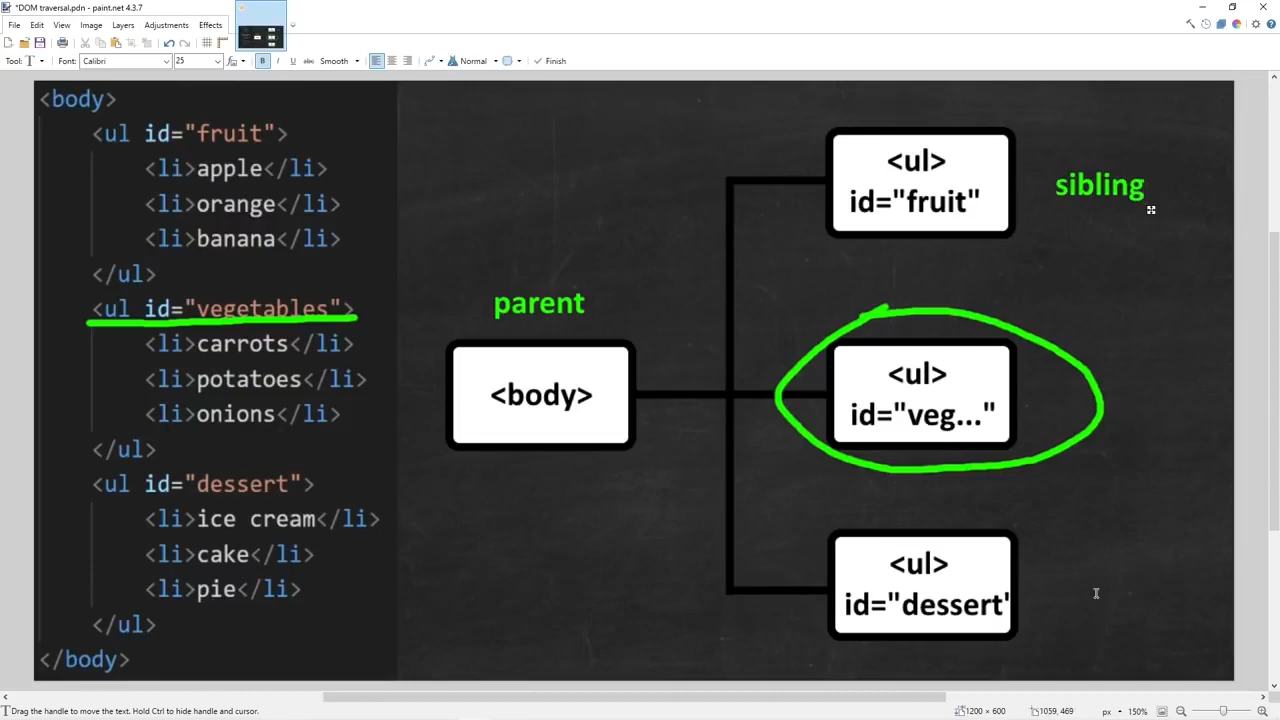 *DOM traversal.pdn - paint.net 4.3.7
File Edit View Image Layers Adjustments Effects
Tool: T Font: Calibri 25 B I U abc Smooth Normal Finish
<body>
<ul id="fruit">
<li>apple</li>
<li>orange</li>
<li>banana</li>
</ul>
<ul id="vegetables">
<li>carrots</li>
<li>potatoes</li>
<li>onions</li>
</ul>
<ul id="dessert">
<li>ice cream</li>
<li>cake</li>
<li>pie</li>
</ul>
</body>
parent
<body>
<ul>
id="fruit"
sibling
<ul>
id="veg..."
<ul>
id="dessert"
Drag the handle to move the text. Hold Ctrl to hide handle and cursor.
1200 × 600
1059, 469
px
150%